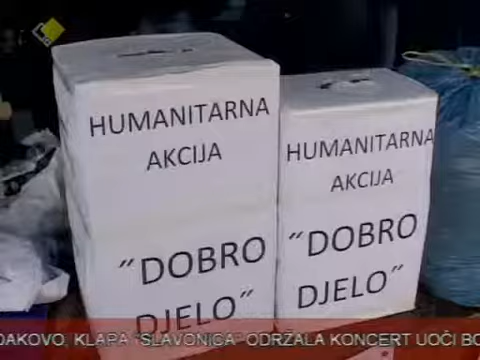 HUMANITARNA
AKCIJA
"DOBRO
DJELO"
HUMANITARNA
AKCIJA
"DOBRO
DJELO"
ĐAKOVO, KLAPA "SLAVONICA" ODRŽALA KONCERT UOČI